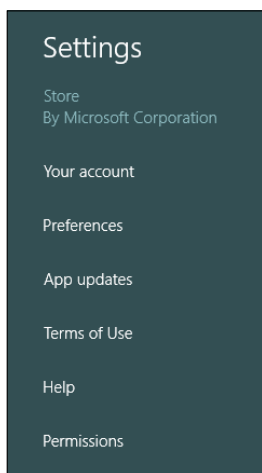 Settings
Store
By Microsoft Corporation
Your account
Preferences
App updates
Terms of Use
Help
Permissions